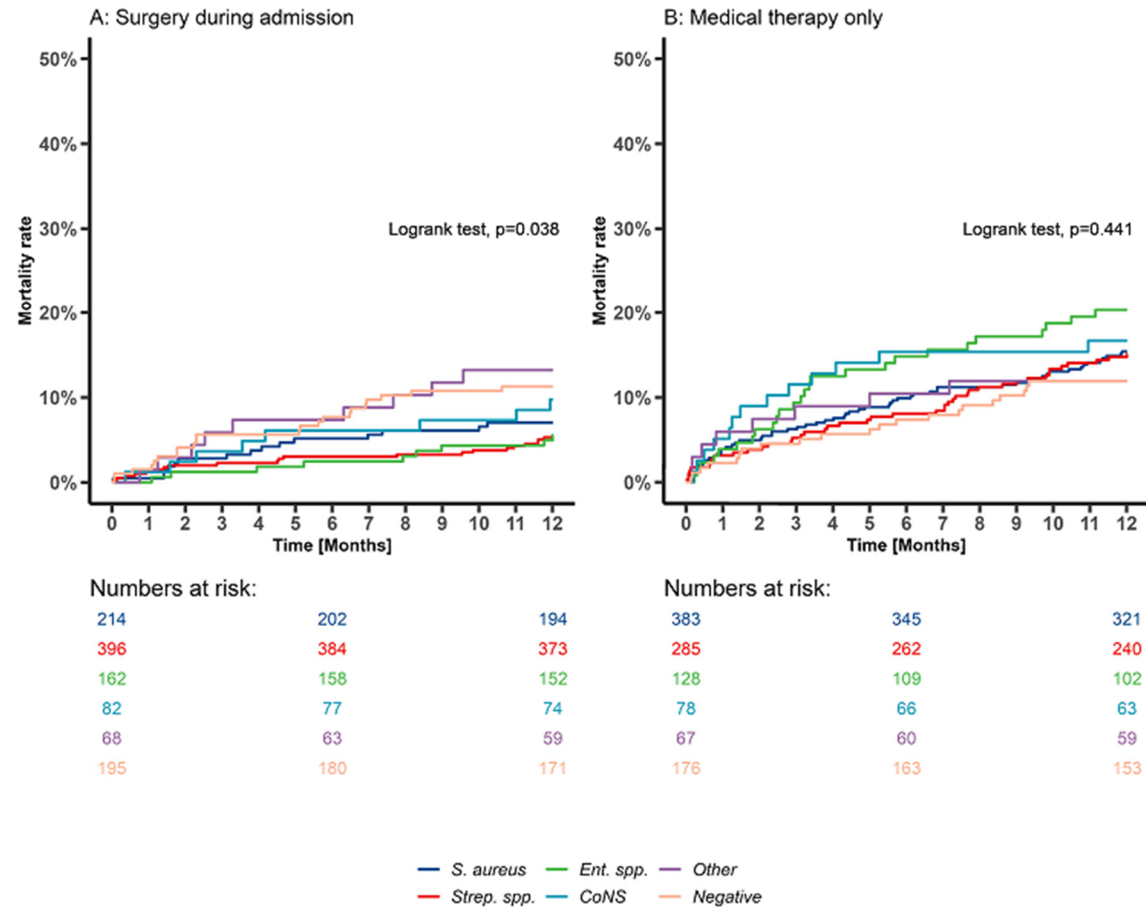 A: Surgery during admission
50%
40%
30%
20%
10%
0%
Mortality rate
Logrank test, p=0.038
0 1 2 3 4 5 6 7 8 9 10 11 12
Time [Months]
Numbers at risk:
214 202 194
396 384 373
162 158 152
82 77 74
68 63 59
195 180 171
B: Medical therapy only
50%
40%
30%
20%
10%
0%
Mortality rate
Logrank test, p=0.441
0 1 2 3 4 5 6 7 8 9 10 11 12
Time [Months]
Numbers at risk:
383 345 321
285 262 240
128 109 102
78 66 63
67 60 59
176 163 153
S. aureus Ent. spp. Other
Strep. spp. CoNS Negative